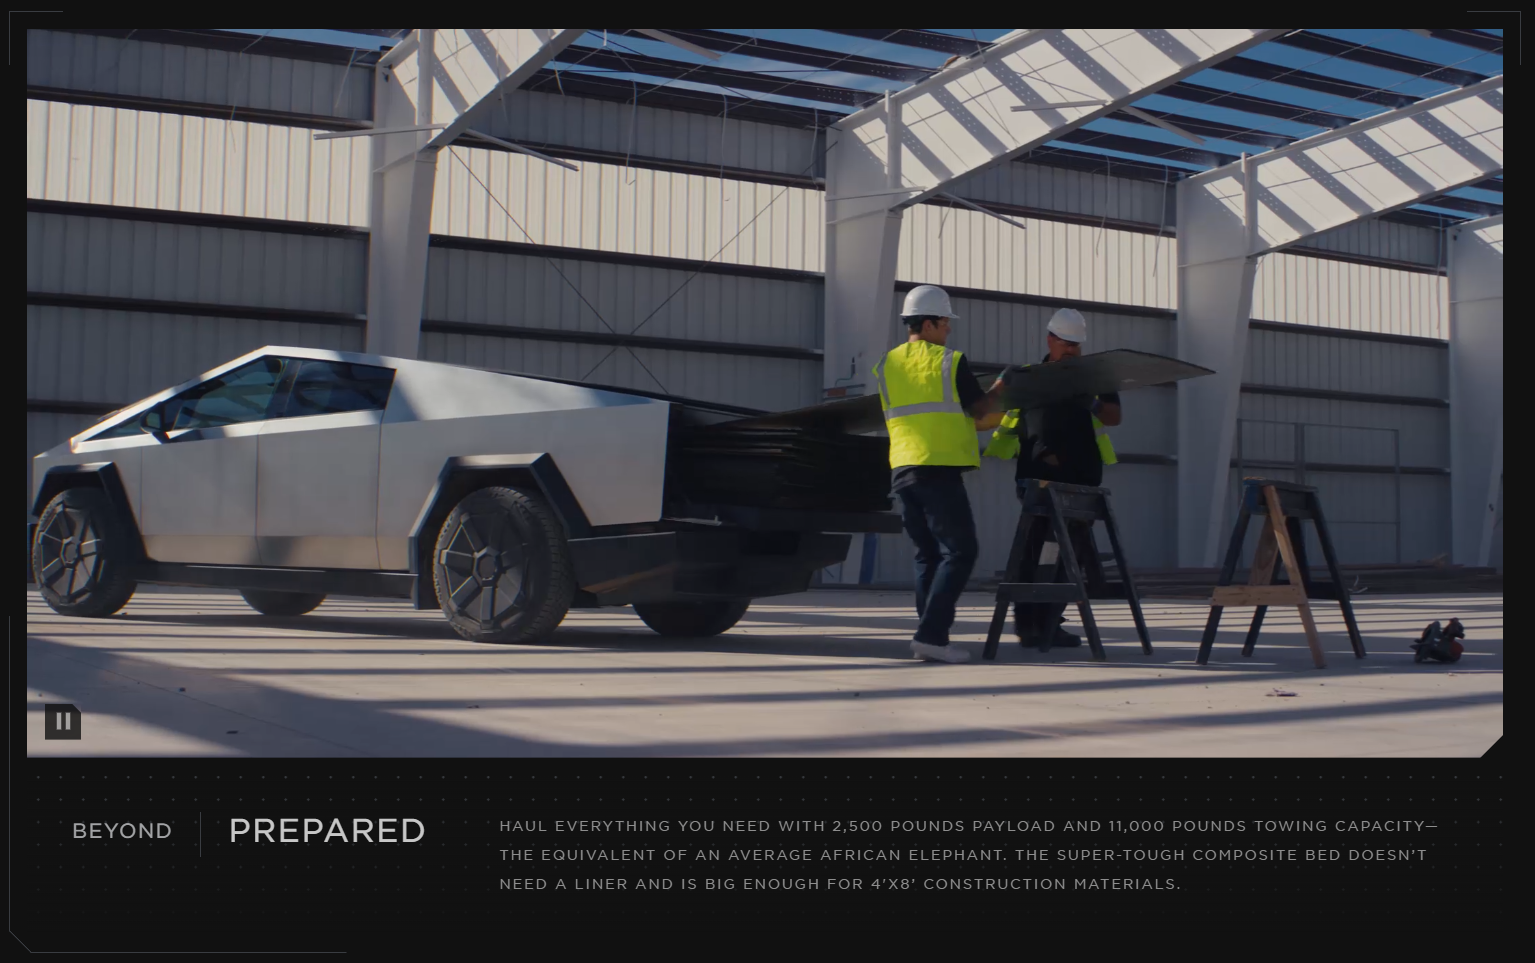 BEYOND
PREPARED
HAUL EVERYTHING YOU NEED WITH 2,500 POUNDS PAYLOAD AND 11,000 POUNDS TOWING CAPACITY—
THE EQUIVALENT OF AN AVERAGE AFRICAN ELEPHANT. THE SUPER-TOUGH COMPOSITE BED DOESN'T
NEED A LINER AND IS BIG ENOUGH FOR 4'X8' CONSTRUCTION MATERIALS.